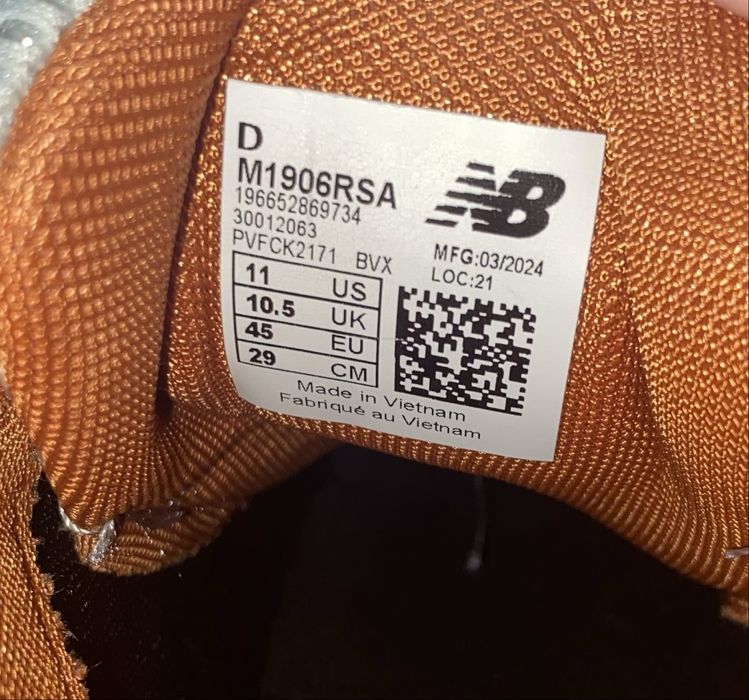 D
M1906RSA
196652869734
30012063
PVFCK2171 BVX
NB
MFG:03/2024
LOC:21
11 US
10.5 UK
45 EU
29 CM
Made in Vietnam
Fabriqué au Vietnam